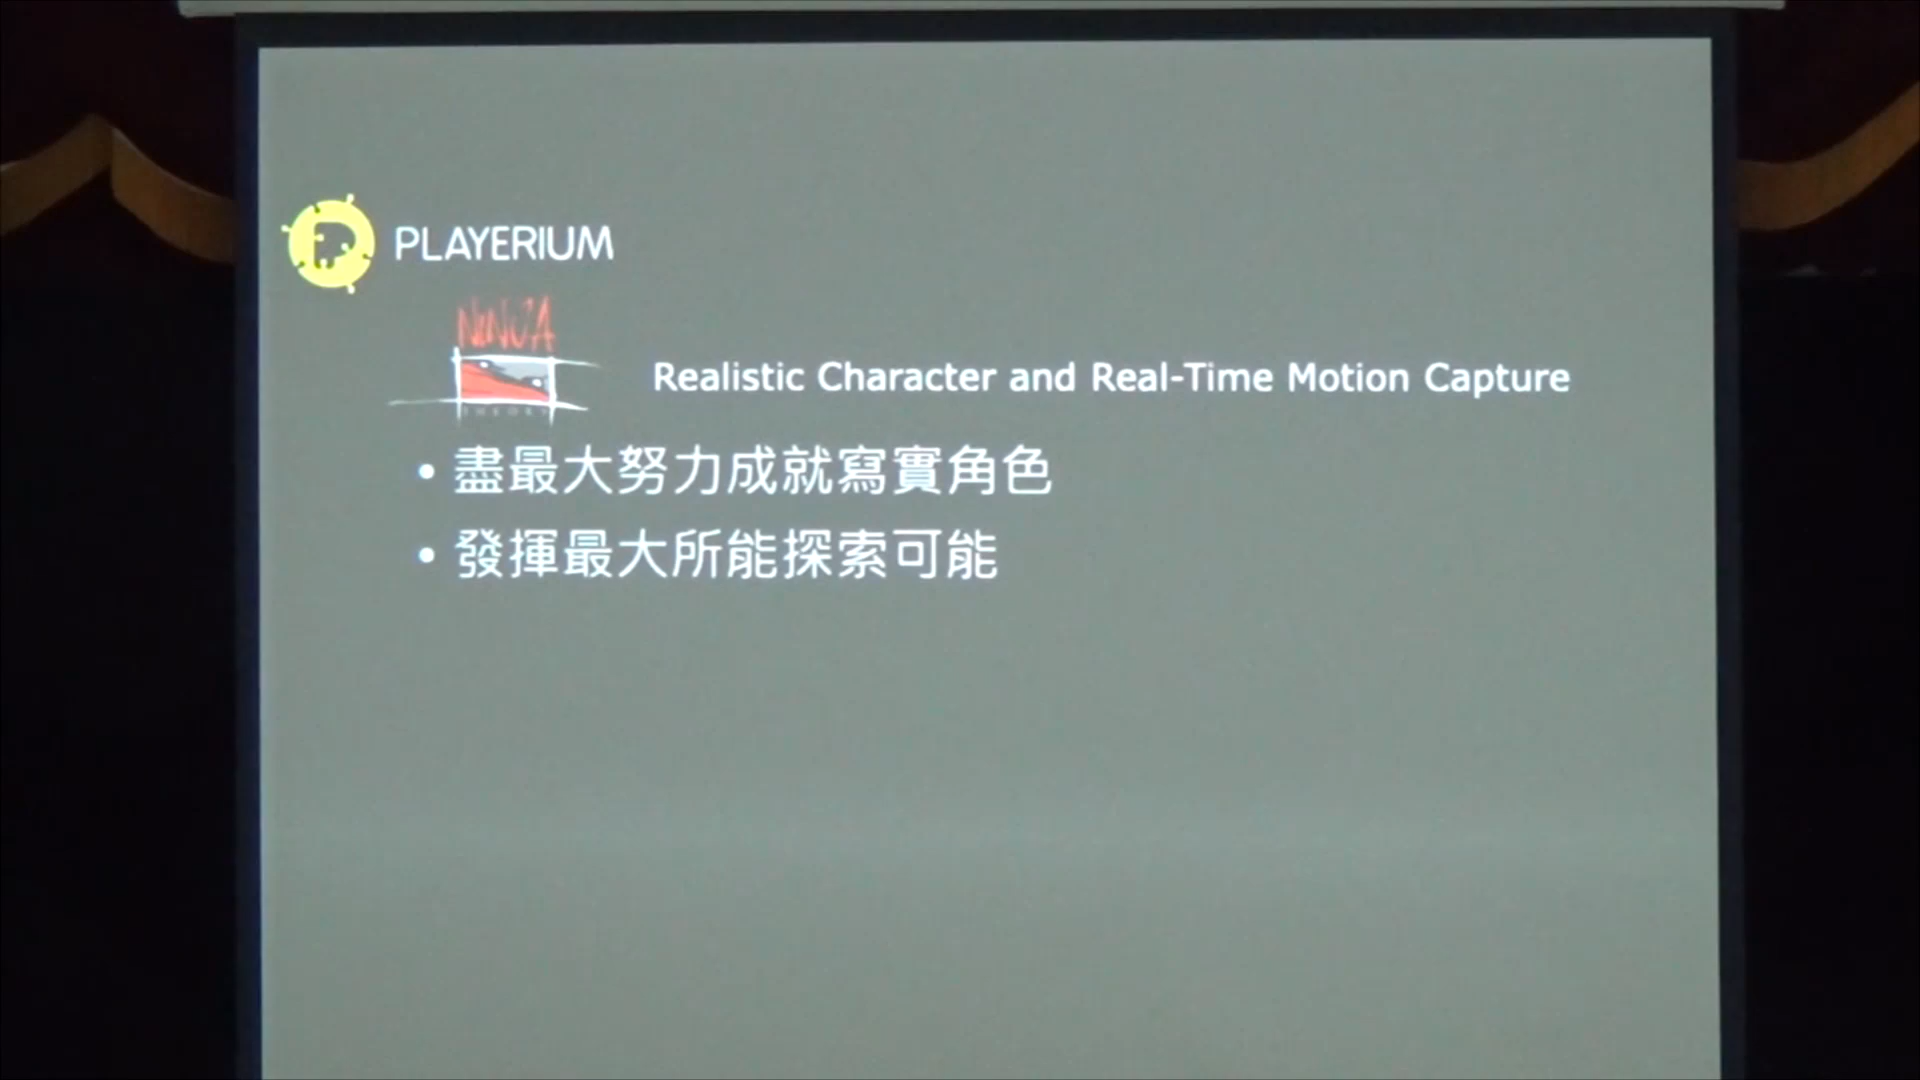 PLAYERIUM
NINJA
THEORY
Realistic Character and Real-Time Motion Capture
• 盡最大努力成就寫實角色
• 發揮最大所能探索可能